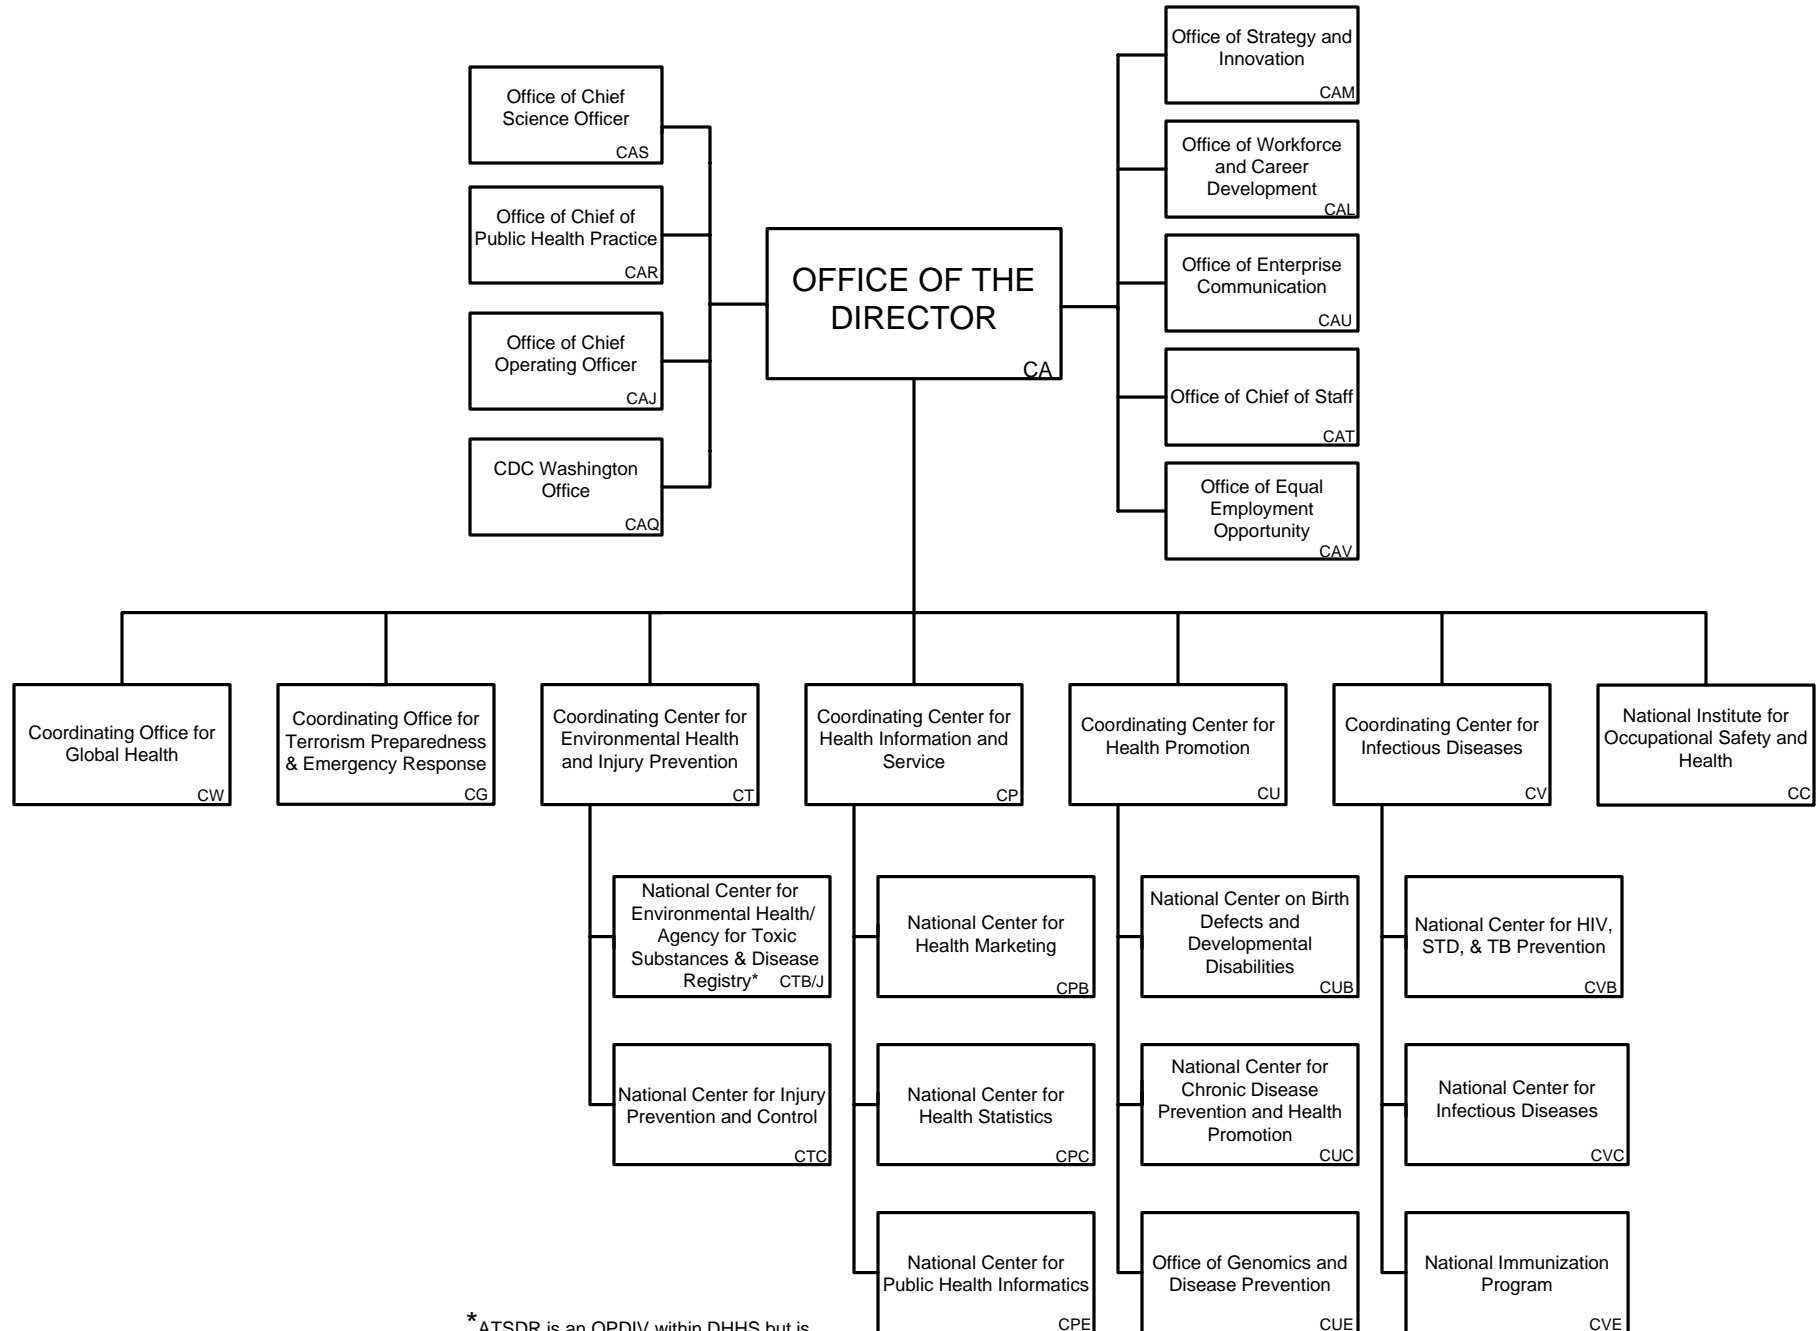 Office of Chief
Science Officer
CAS
Office of Chief of
Public Health Practice
CAR
Office of Chief
Operating Officer
CAJ
CDC Washington
Office
CAQ
OFFICE OF THE
DIRECTOR
CA
Office of Strategy and
Innovation
CAM
Office of Workforce
and Career
Development
CAL
Office of Enterprise
Communication
CAU
Office of Chief of Staff
CAT
Office of Equal
Employment
Opportunity
CAV
Coordinating Office for
Global Health
CW
Coordinating Office for
Terrorism Preparedness
& Emergency Response
CG
Coordinating Center for
Environmental Health
and Injury Prevention
CT
Coordinating Center for
Health Information and
Service
CP
Coordinating Center for
Health Promotion
CU
Coordinating Center for
Infectious Diseases
CV
National Institute for
Occupational Safety and
Health
CC
National Center for
Environmental Health/
Agency for Toxic
Substances & Disease
Registry* CTB/J
National Center for Injury
Prevention and Control
CTC
National Center for
Health Marketing
CPB
National Center for
Health Statistics
CPC
National Center for
Public Health Informatics
CPE
National Center on Birth
Defects and
Developmental
Disabilities
CUB
National Center for
Chronic Disease
Prevention and Health
Promotion
CUC
Office of Genomics and
Disease Prevention
CUE
National Center for HIV,
STD, & TB Prevention
CVB
National Center for
Infectious Diseases
CVC
National Immunization
Program
CVE
*ATSDR is an OPDIV within DHHS but is